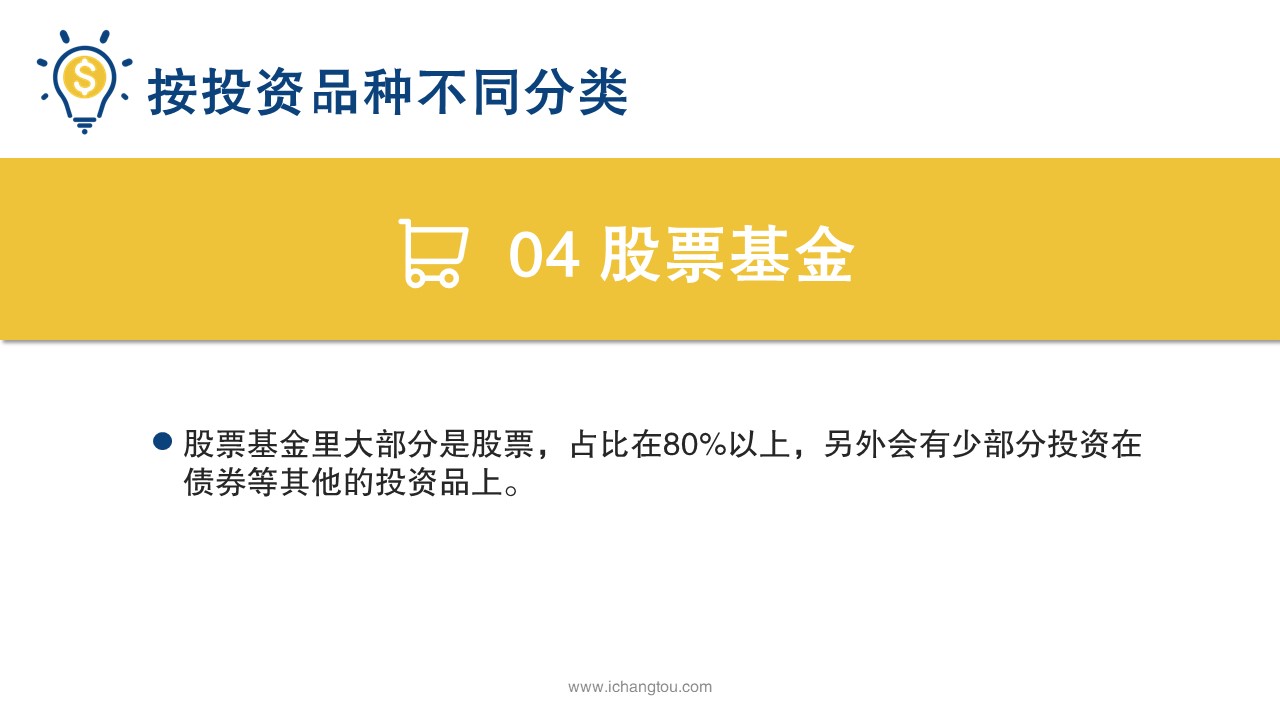 按投资品种不同分类
04 股票基金
股票基金里大部分是股票，占比在80%以上，另外会有少部分投资在
债券等其他的投资品上。
www.ichangtou.com